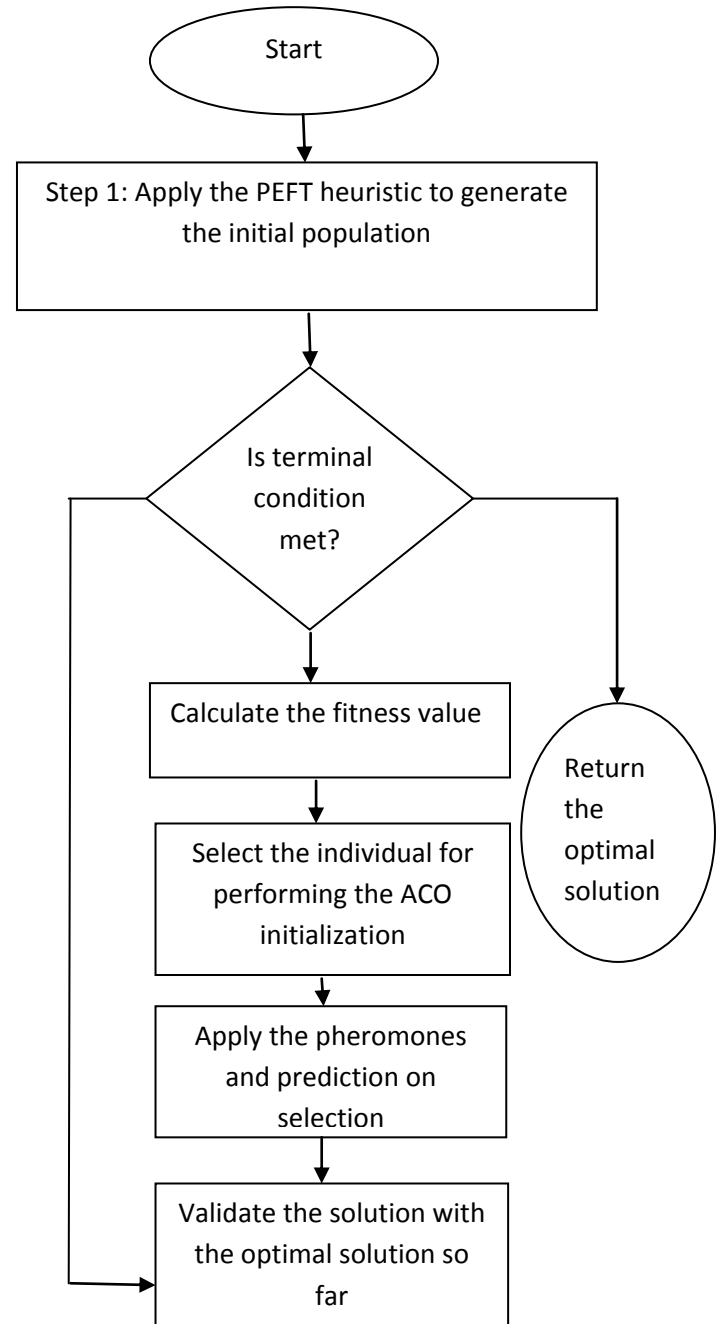 Start
Step 1: Apply the PEFT heuristic to generate
the initial population
Is terminal
condition
met?
Calculate the fitness value
Return
the
optimal
solution
Select the individual for
performing the ACO
initialization
Apply the pheromones
and prediction on
selection
Validate the solution with
the optimal solution so
far